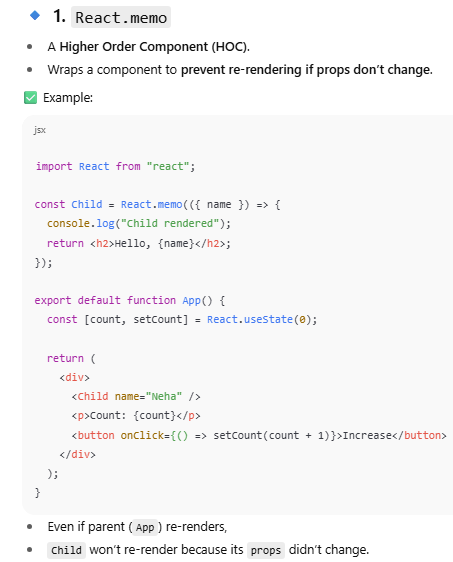 1. React.memo
A Higher Order Component (HOC).
Wraps a component to prevent re-rendering if props don't change.
Example:
jsx
import React from "react";
const Child = React.memo(({ name }) => {
  console.log("Child rendered");
  return <h2>Hello, {name}</h2>;
});
export default function App() {
  const [count, setCount] = React.useState(0);
  return (
    <div>
      <Child name="Neha" />
      <p>Count: {count}</p>
      <button onClick={() => setCount(count + 1)}>Increase</button>
    </div>
  );
}
Even if parent (App) re-renders,
Child won't re-render because its props didn't change.